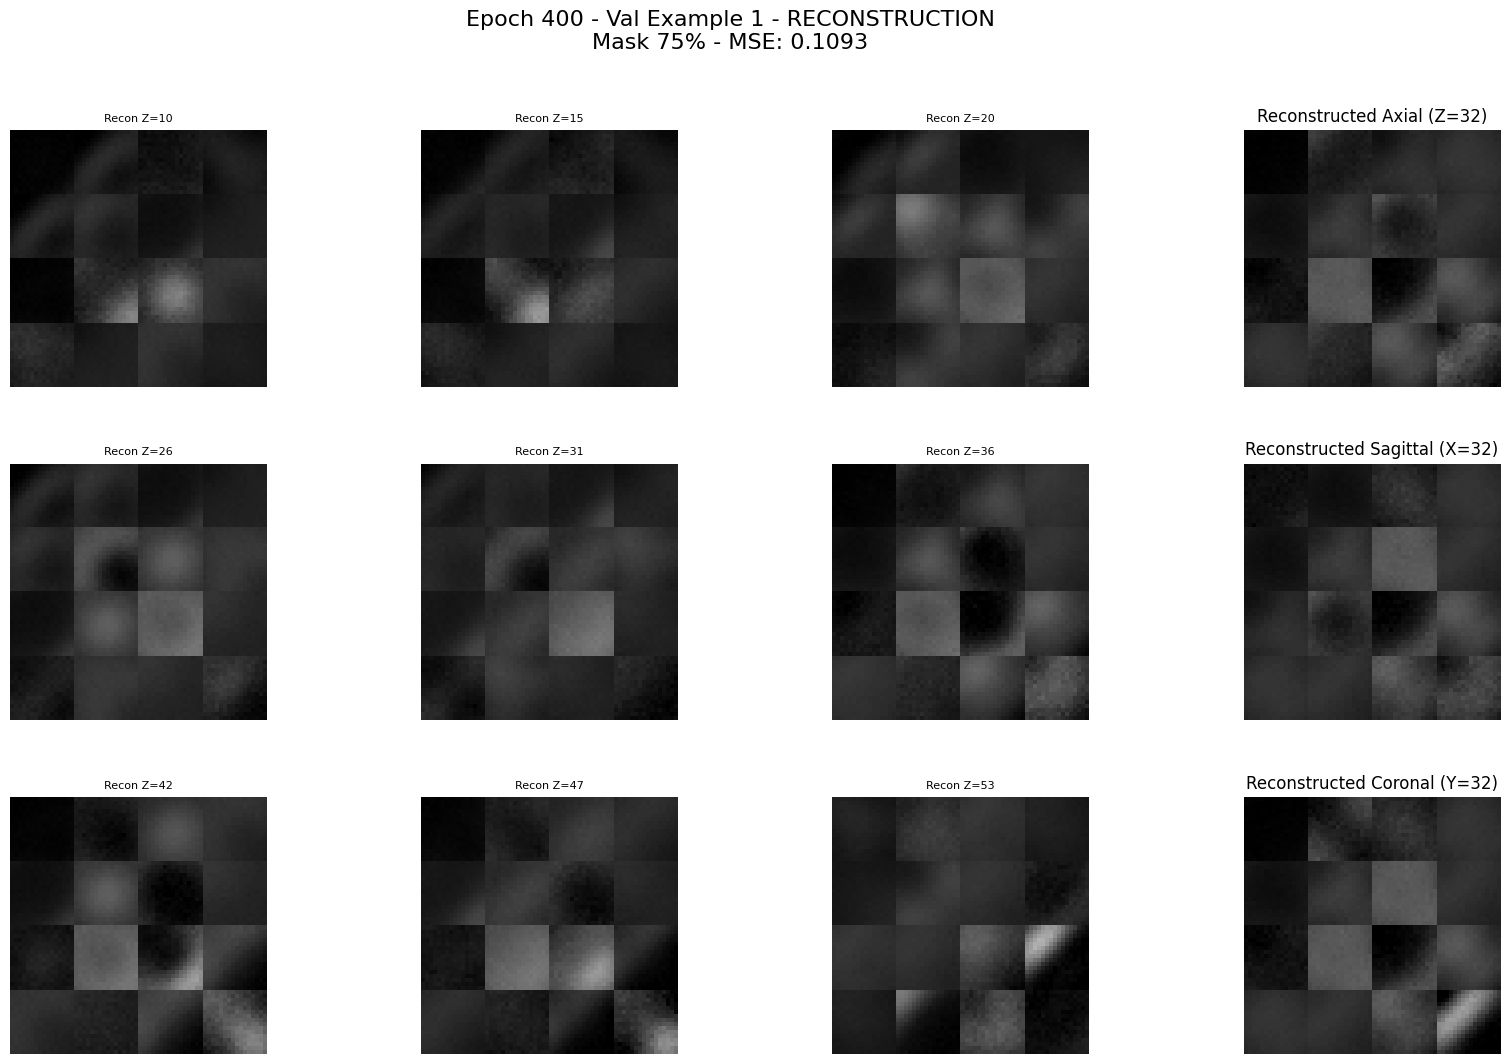 Epoch 400 - Val Example 1 - RECONSTRUCTION
Mask 75% - MSE: 0.1093
Recon Z=10
Recon Z=15
Recon Z=20
Reconstructed Axial (Z=32)
Recon Z=26
Recon Z=31
Recon Z=36
Reconstructed Sagittal (X=32)
Recon Z=42
Recon Z=47
Recon Z=53
Reconstructed Coronal (Y=32)